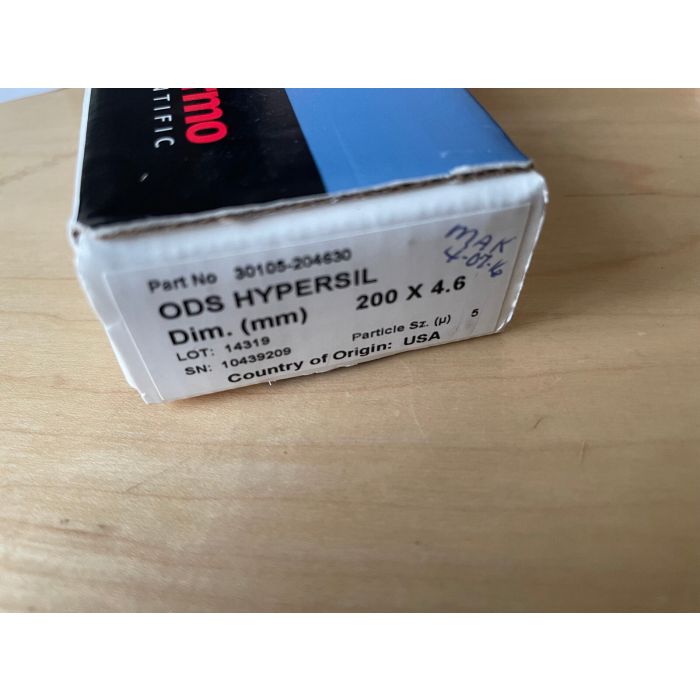 rmo
NTIFIC
Part No 30105-204630
ODS HYPERSIL
Dim. (mm) 200 X 4.6
LOT: 14319 Particle Sz. (µ) 5
SN: 10439209
Country of Origin: USA
MAK
4-07-16